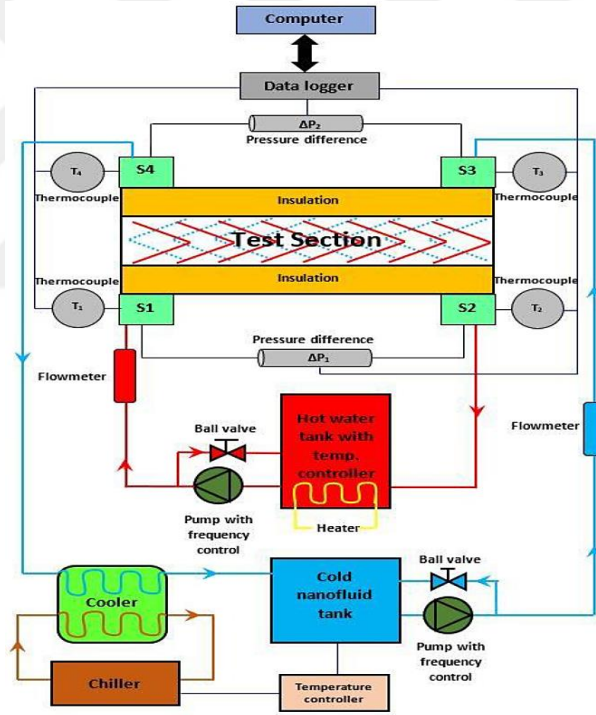 Computer
Data logger
ΔP₂
Pressure difference
T₄
S4
S3
T₃
Thermocouple
Thermocouple
Insulation
Test Section
Insulation
Thermocouple
Thermocouple
T₁
S1
S2
T₂
Pressure difference
ΔP₁
Flowmeter
Ball valve
Hot water
tank with
temp.
controller
Flowmeter
Pump with
frequency
control
Heater
Ball valve
Cooler
Cold
nanofluid
tank
Pump with
frequency
control
Chiller
Temperature
controller